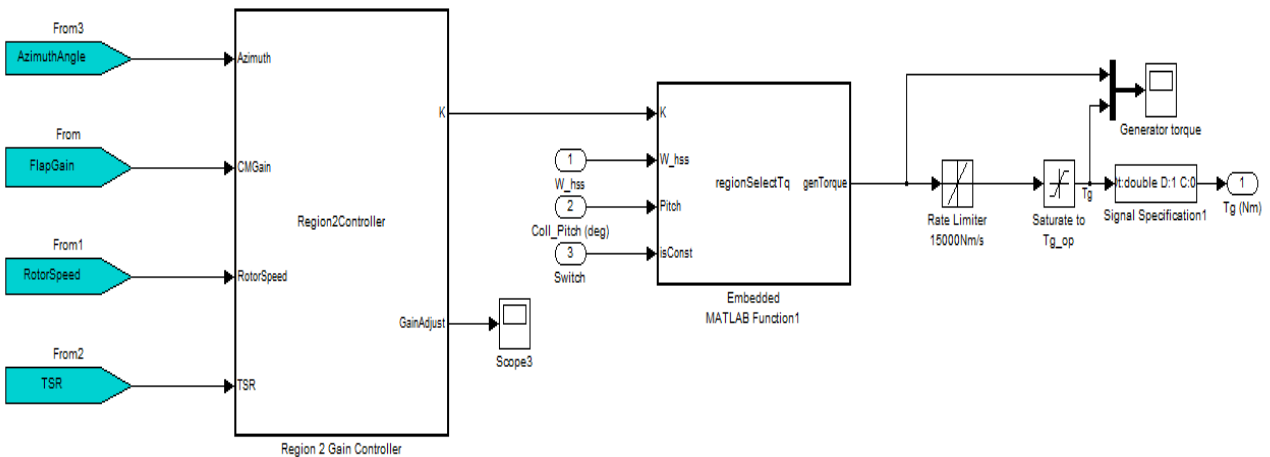 From3
AzimuthAngle
From
FlapGain
From1
RotorSpeed
From2
TSR
Azimuth
CMGain
RotorSpeed
TSR
Region2Controller
K
GainAdjust
Region 2 Gain Controller
Scope3
1
W_hss
2
Coll_Pitch (deg)
3
Switch
K
W_hss
Pitch
isConst
regionSelectTq
genTorque
Embedded
MATLAB Function1
Rate Limiter
15000Nm/s
Saturate to
Tg_op
Tg
Generator torque
/t:double D:1 C:0
Signal Specification1
1
Tg (Nm)